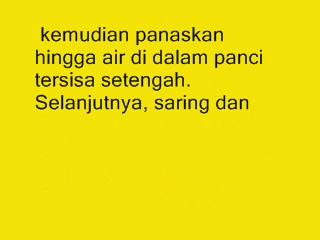 kemudian panaskan
hingga air di dalam panci
tersisa setengah.
Selanjutnya, saring dan